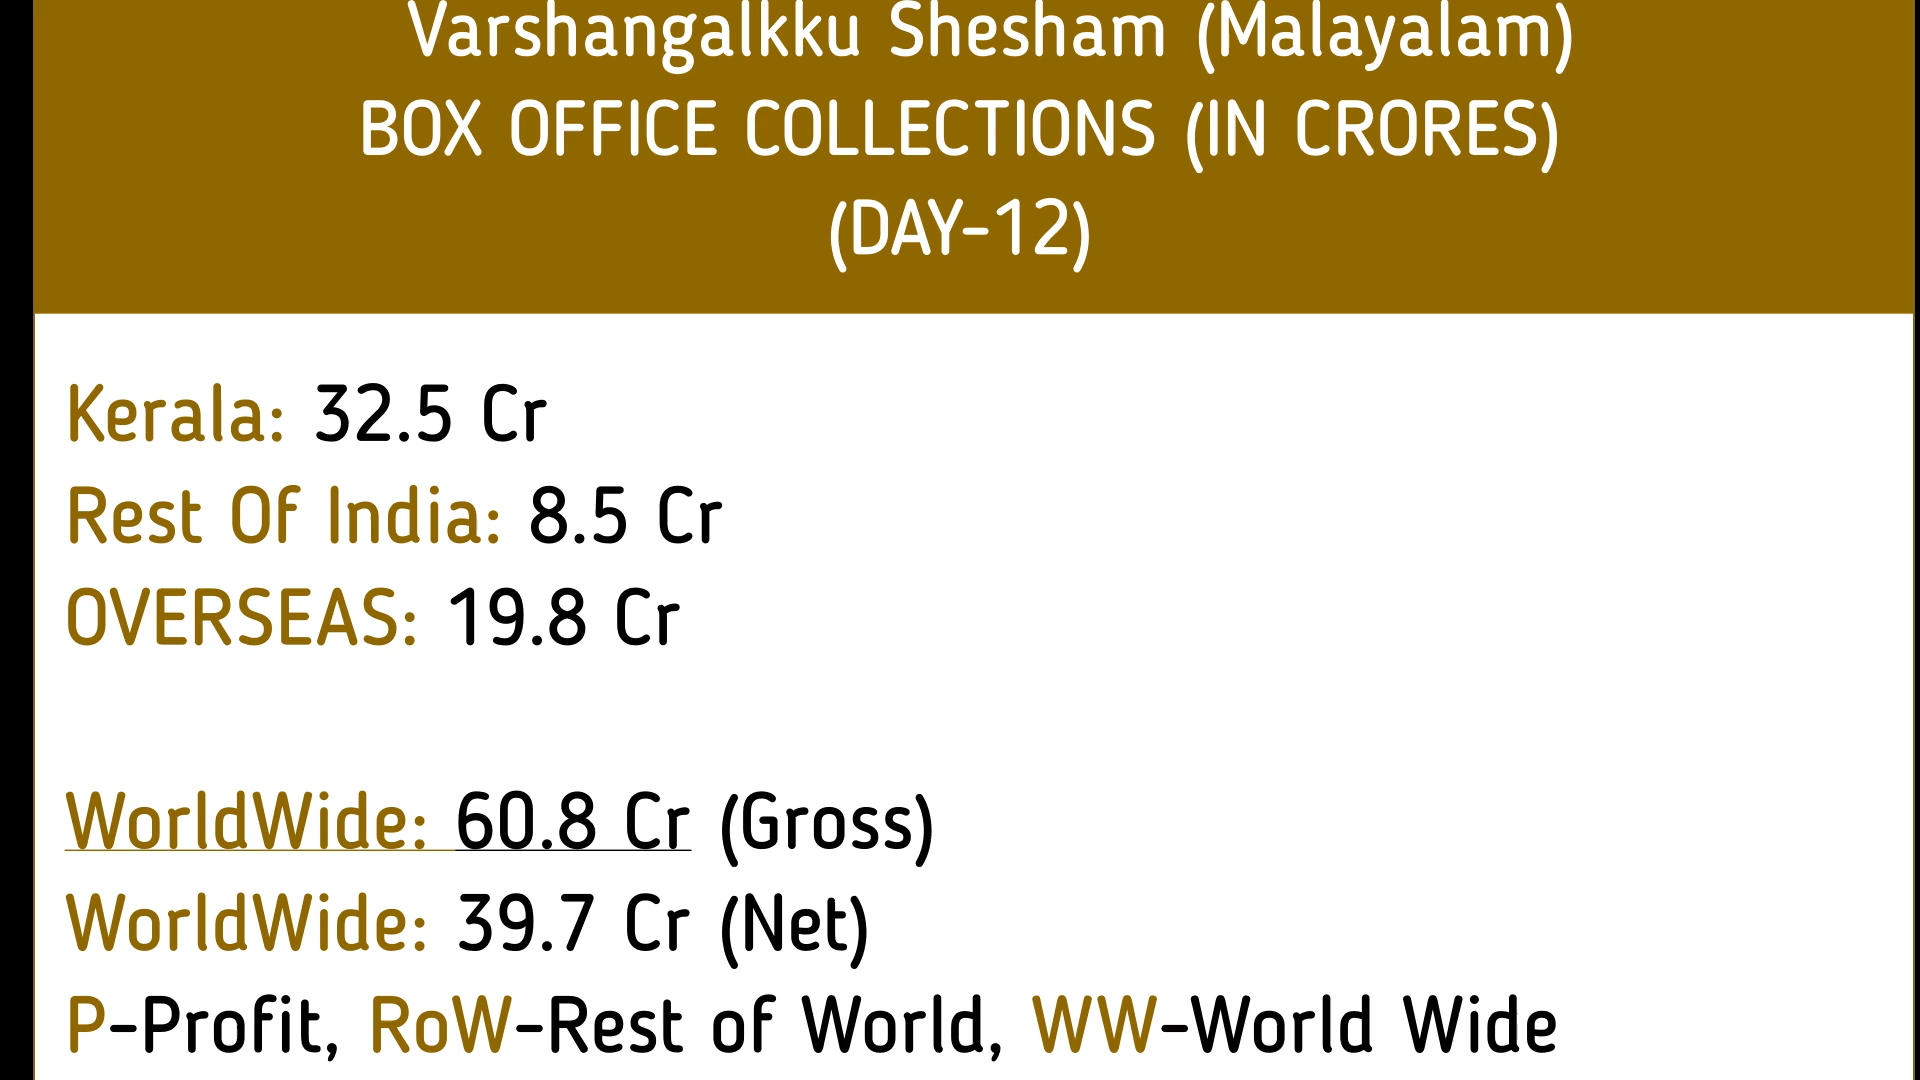 Varshangalkku Shesham (Malayalam)
BOX OFFICE COLLECTIONS (IN CRORES)
(DAY-12)
Kerala: 32.5 Cr
Rest Of India: 8.5 Cr
OVERSEAS: 19.8 Cr
WorldWide: 60.8 Cr (Gross)
WorldWide: 39.7 Cr (Net)
P-Profit, RoW-Rest of World, WW-World Wide